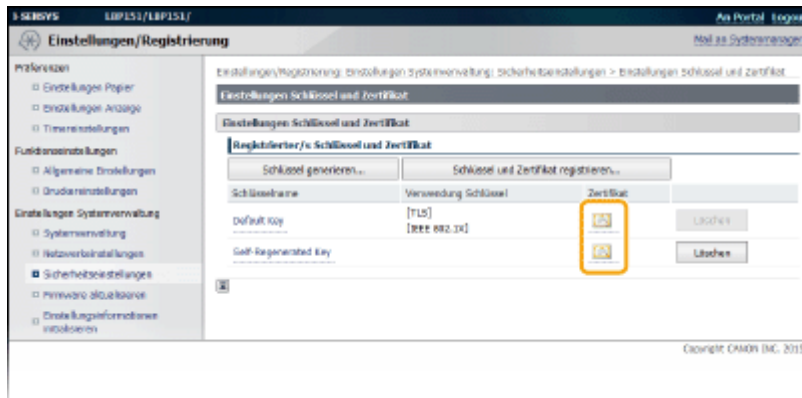 i-SENSYS LBP151/LBP151/
An Portal Logout
Einstellungen/Registrierung
Mail an Systemmanager
Präferenzen
Einstellungen Papier
Einstellungen Anzeige
Timereinstellungen
Funktionseinstellungen
Allgemeine Einstellungen
Druckereinstellungen
Einstellungen Systemverwaltung
Systemverwaltung
Netzwerkeinstellungen
Sicherheitseinstellungen
Firmware aktualisieren
Einstellungsinformationen
initialisieren
Einstellungen/Registrierung: Einstellungen Systemverwaltung: Sicherheitseinstellungen > Einstellungen Schlüssel und Zertifikat
Einstellungen Schlüssel und Zertifikat
Einstellungen Schlüssel und Zertifikat
Registrierter/s Schlüssel und Zertifikat
Schlüssel generieren... Schlüssel und Zertifikat registrieren...
Schlüsselname Verwendung Schlüssel Zertifikat
Default Key [TLS] Löschen
[IEEE 802.1X]
Self-Regenerated Key Löschen
Copyright CANON INC. 2015